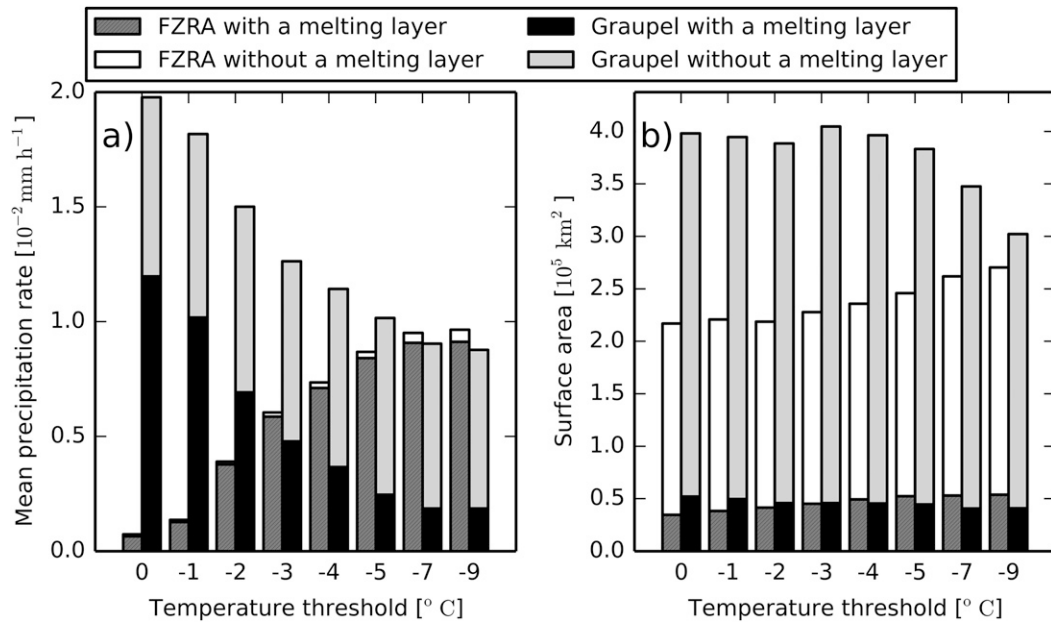 FZRA with a melting layer
Graupel with a melting layer
FZRA without a melting layer
Graupel without a melting layer
a)
Mean precipitation rate [10⁻² mm h⁻¹]
2.0
1.5
1.0
0.5
0.0
0 -1 -2 -3 -4 -5 -7 -9
Temperature threshold [° C]
b)
Surface area [10⁵ km²]
4.0
3.5
3.0
2.5
2.0
1.5
1.0
0.5
0.0
0 -1 -2 -3 -4 -5 -7 -9
Temperature threshold [° C]